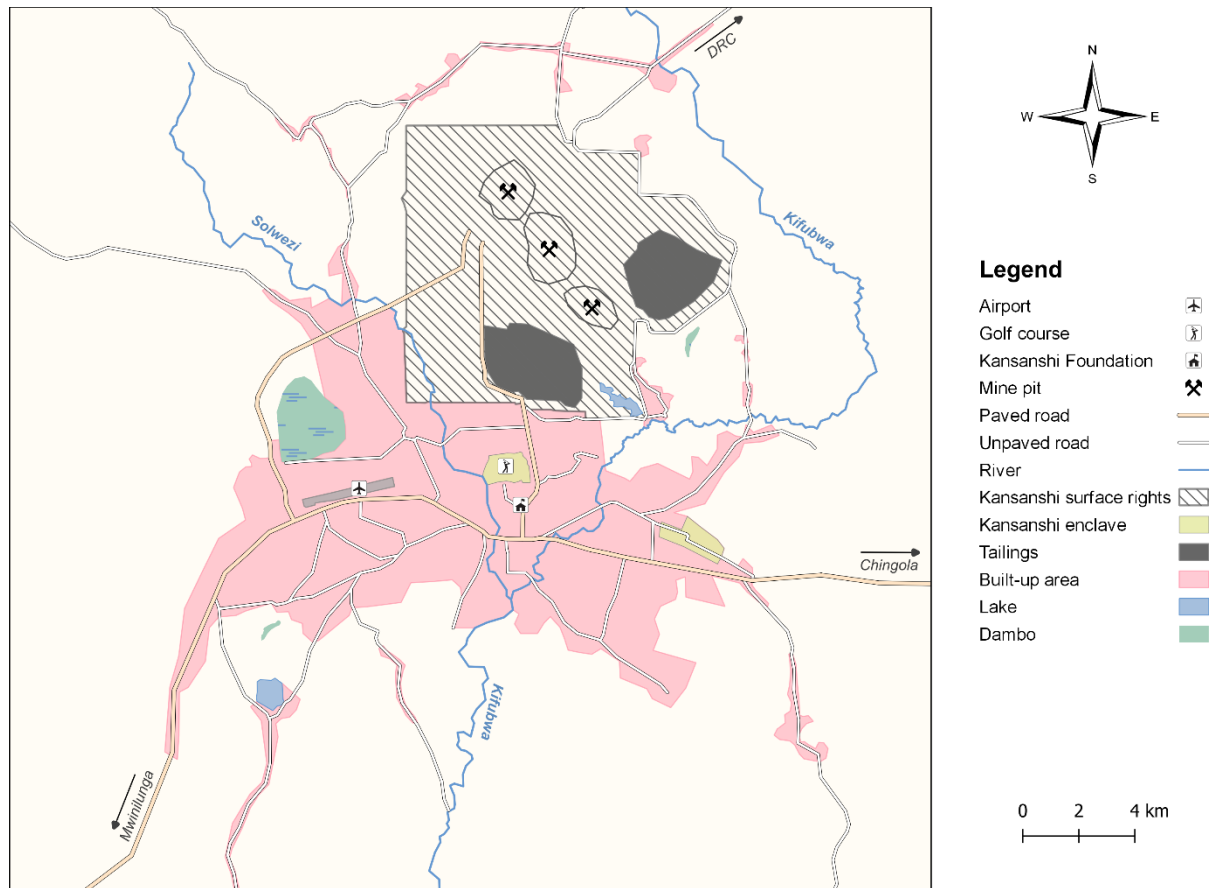 DRC
Solwezi
Kifubwa
Chingola
Kifubwa
Mwinilunga
N
W E
S
Legend
Airport
Golf course
Kansanshi Foundation
Mine pit
Paved road
Unpaved road
River
Kansanshi surface rights
Kansanshi enclave
Tailings
Built-up area
Lake
Dambo
0 2 4 km